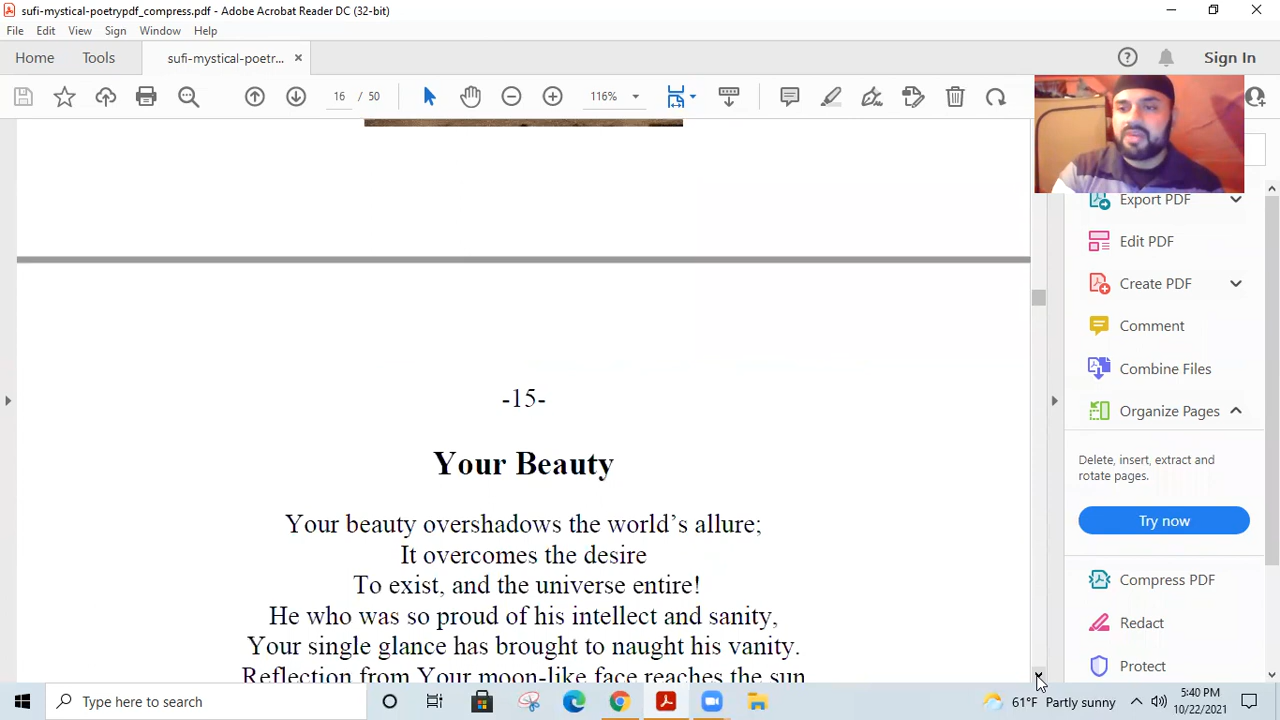 sufi-mystical-poetrypdf_compress.pdf - Adobe Acrobat Reader DC (32-bit)
File Edit View Sign Window Help
Home Tools sufi-mystical-poetr... × Sign In
16 / 50 116%
Export PDF
Edit PDF
Create PDF
Comment
Combine Files
Organize Pages
Delete, insert, extract and
rotate pages.
Try now
Compress PDF
Redact
Protect
-15-
Your Beauty
Your beauty overshadows the world’s allure;
It overcomes the desire
To exist, and the universe entire!
He who was so proud of his intellect and sanity,
Your single glance has brought to naught his vanity.
Reflection from Your moon-like face reaches the sun
Type here to search
61°F Partly sunny
5:40 PM
10/22/2021